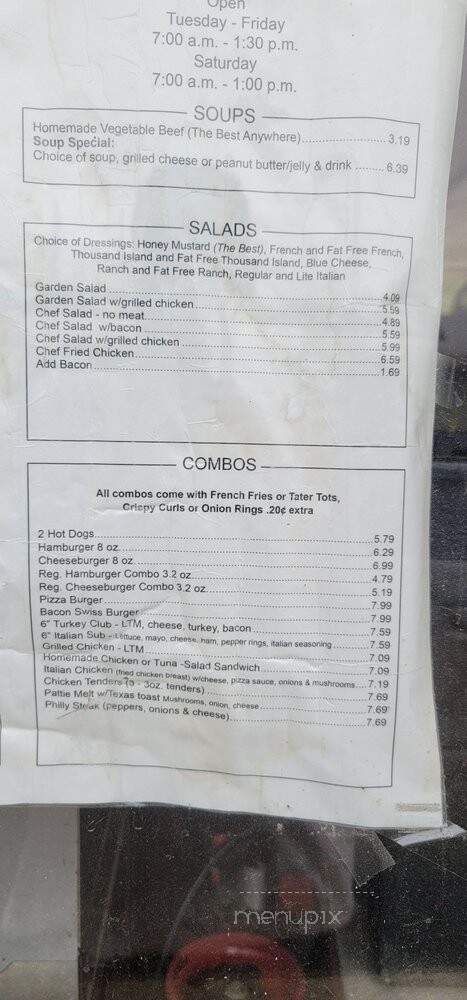 Open
Tuesday - Friday
7:00 a.m. - 1:30 p.m.
Saturday
7:00 a.m. - 1:00 p.m.
SOUPS
Homemade Vegetable Beef (The Best Anywhere)........................ 3.19
Soup Special:
Choice of soup, grilled cheese or peanut butter/jelly & drink ......... 6.39
SALADS
Choice of Dressings: Honey Mustard (The Best), French and Fat Free French,
Thousand Island and Fat Free Thousand Island, Blue Cheese,
Ranch and Fat Free Ranch, Regular and Lite Italian
Garden Salad ........................ 4.09
Garden Salad w/grilled chicken ........................ 5.59
Chef Salad - no meat ........................ 4.89
Chef Salad w/bacon ........................ 5.59
Chef Salad w/grilled chicken ........................ 5.99
Chef Fried Chicken ........................ 6.59
Add Bacon ........................ 1.69
COMBOS
All combos come with French Fries or Tater Tots,
Crispy Curls or Onion Rings .20¢ extra
2 Hot Dogs ........................ 5.79
Hamburger 8 oz. ........................ 6.29
Cheeseburger 8 oz. ........................ 6.99
Reg. Hamburger Combo 3.2 oz. ........................ 4.79
Reg. Cheeseburger Combo 3.2 oz. ........................ 5.19
Pizza Burger ........................ 7.99
Bacon Swiss Burger ........................ 7.99
6" Turkey Club - LTM, cheese, turkey, bacon ........................ 7.59
6" Italian Sub - Lettuce, mayo, cheese, ham, pepper rings, italian seasoning ........................ 7.59
Grilled Chicken - LTM ........................ 7.09
Homemade Chicken or Tuna -Salad Sandwich ........................ 7.09
Italian Chicken (fried chicken breast) w/cheese, pizza sauce, onions & mushrooms .... 7.19
Chicken Tenders (3 - 3oz. tenders) ........................ 7.69
Pattie Melt w/Texas toast Mushrooms, onion, cheese ........................ 7.69
Philly Steak (peppers, onions & cheese) ........................ 7.69
menupix